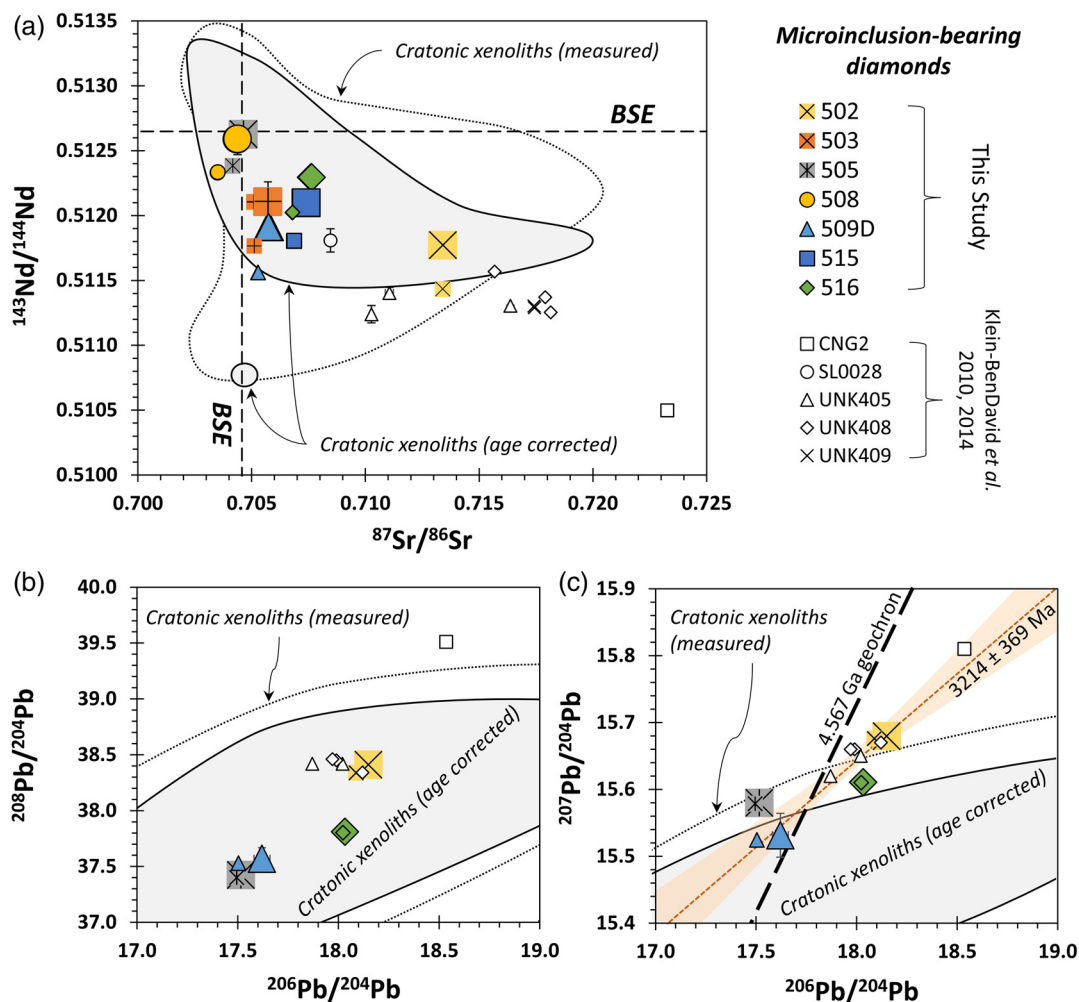 (a)
0.5135
0.5130
0.5125
0.5120
0.5115
0.5110
0.5105
0.5100
¹⁴³Nd/¹⁴⁴Nd
Cratonic xenoliths (measured)
BSE
BSE
Cratonic xenoliths (age corrected)
0.700
0.705
0.710
0.715
0.720
0.725
⁸⁷Sr/⁸⁶Sr
Microinclusion-bearing
diamonds
502
503
505
508
509D
515
516
This Study
CNG2
SL0028
UNK405
UNK408
UNK409
Klein-BenDavid et al.
2010, 2014
(b)
40.0
39.5
39.0
38.5
38.0
37.5
37.0
²⁰⁸Pb/²⁰⁴Pb
Cratonic xenoliths (measured)
Cratonic xenoliths (age corrected)
17.0
17.5
18.0
18.5
19.0
²⁰⁶Pb/²⁰⁴Pb
(c)
15.9
15.8
15.7
15.6
15.5
15.4
²⁰⁷Pb/²⁰⁴Pb
Cratonic xenoliths
(measured)
4.567 Ga geochron
3214 ± 369 Ma
Cratonic xenoliths (age corrected)
17.0
17.5
18.0
18.5
19.0
²⁰⁶Pb/²⁰⁴Pb